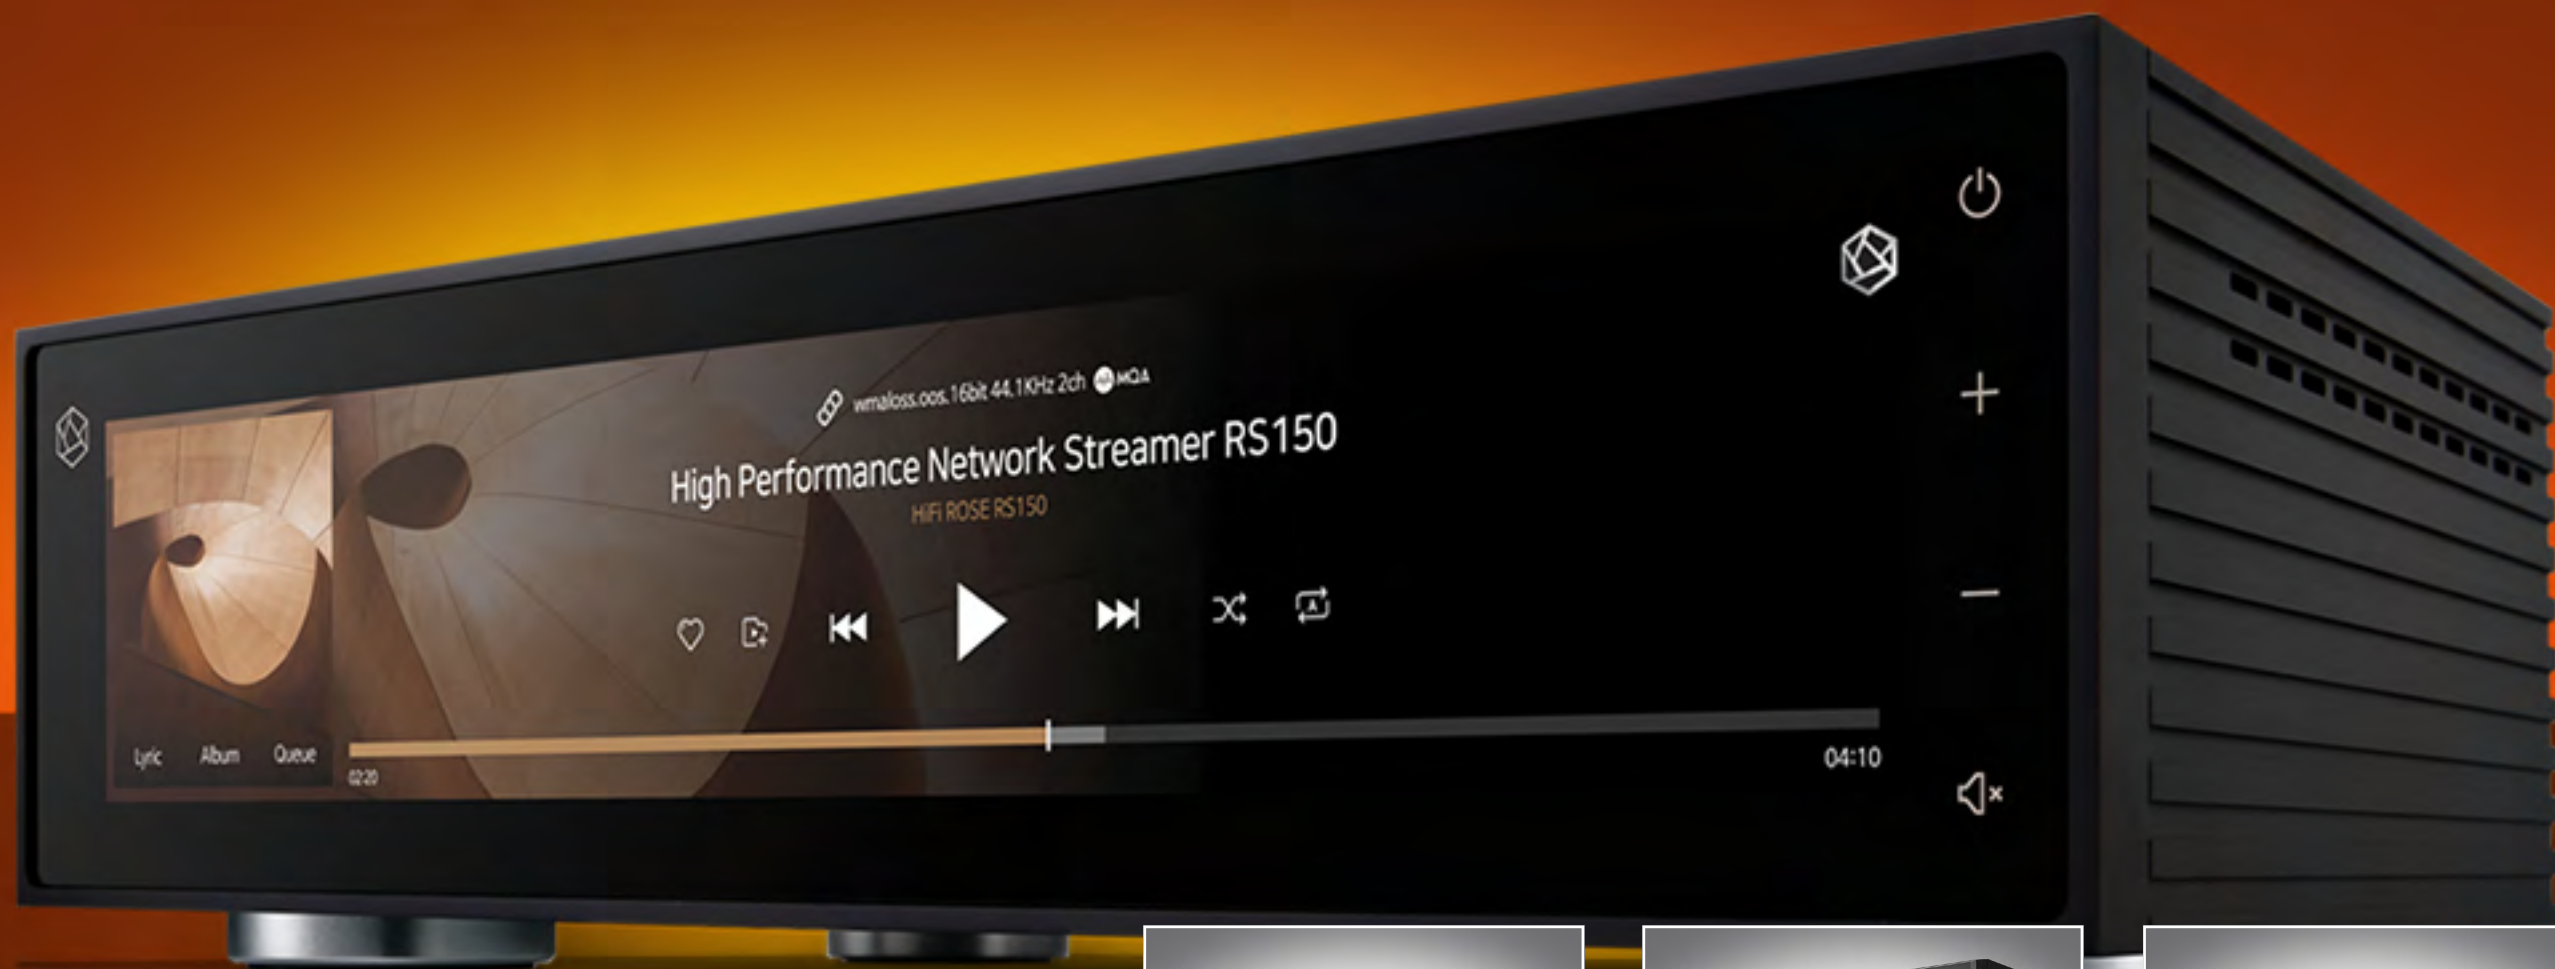 wmaloss.oos.16bit 44.1KHz 2ch MQA
High Performance Network Streamer RS150
HiFi ROSE RS150
Lyric Album Queue
02:20
04:10